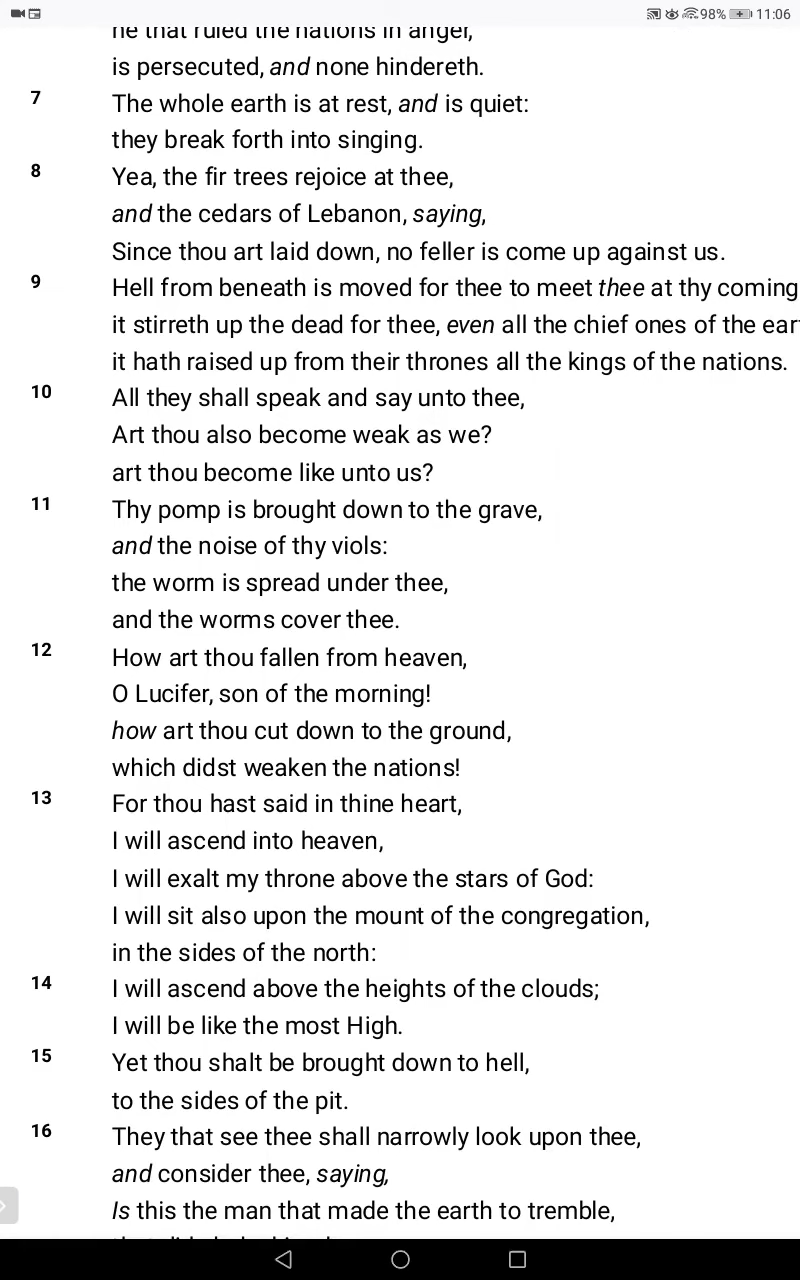 98% 11:06
he that ruled the nations in anger,
is persecuted, and none hindereth.
7 The whole earth is at rest, and is quiet:
they break forth into singing.
8 Yea, the fir trees rejoice at thee,
and the cedars of Lebanon, saying,
Since thou art laid down, no feller is come up against us.
9 Hell from beneath is moved for thee to meet thee at thy coming
it stirreth up the dead for thee, even all the chief ones of the ear
it hath raised up from their thrones all the kings of the nations.
10 All they shall speak and say unto thee,
Art thou also become weak as we?
art thou become like unto us?
11 Thy pomp is brought down to the grave,
and the noise of thy viols:
the worm is spread under thee,
and the worms cover thee.
12 How art thou fallen from heaven,
O Lucifer, son of the morning!
how art thou cut down to the ground,
which didst weaken the nations!
13 For thou hast said in thine heart,
I will ascend into heaven,
I will exalt my throne above the stars of God:
I will sit also upon the mount of the congregation,
in the sides of the north:
14 I will ascend above the heights of the clouds;
I will be like the most High.
15 Yet thou shalt be brought down to hell,
to the sides of the pit.
16 They that see thee shall narrowly look upon thee,
and consider thee, saying,
Is this the man that made the earth to tremble,